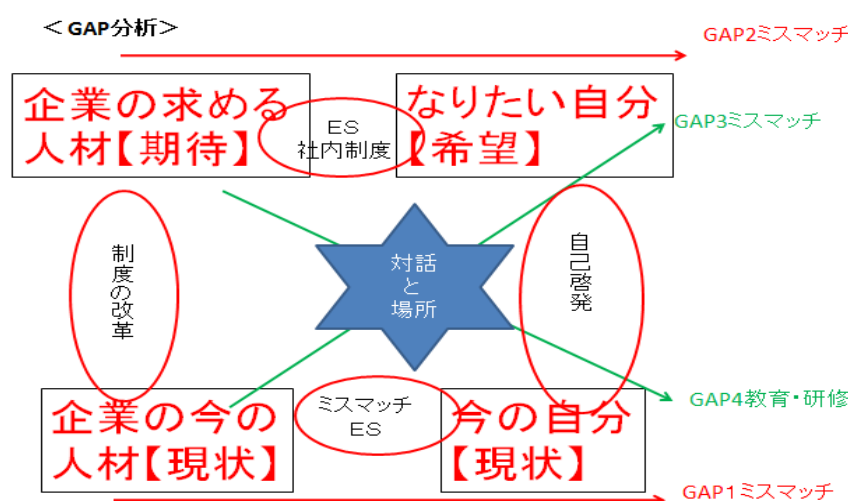 ＜GAP分析＞
GAP2ミスマッチ
企業の求める
人材【期待】
ES
社内制度
なりたい自分
【希望】
GAP3ミスマッチ
制度の改革
対話
と
場所
自己啓発
企業の今の
人材【現状】
ミスマッチ
ES
今の自分
【現状】
GAP4教育・研修
GAP1ミスマッチ